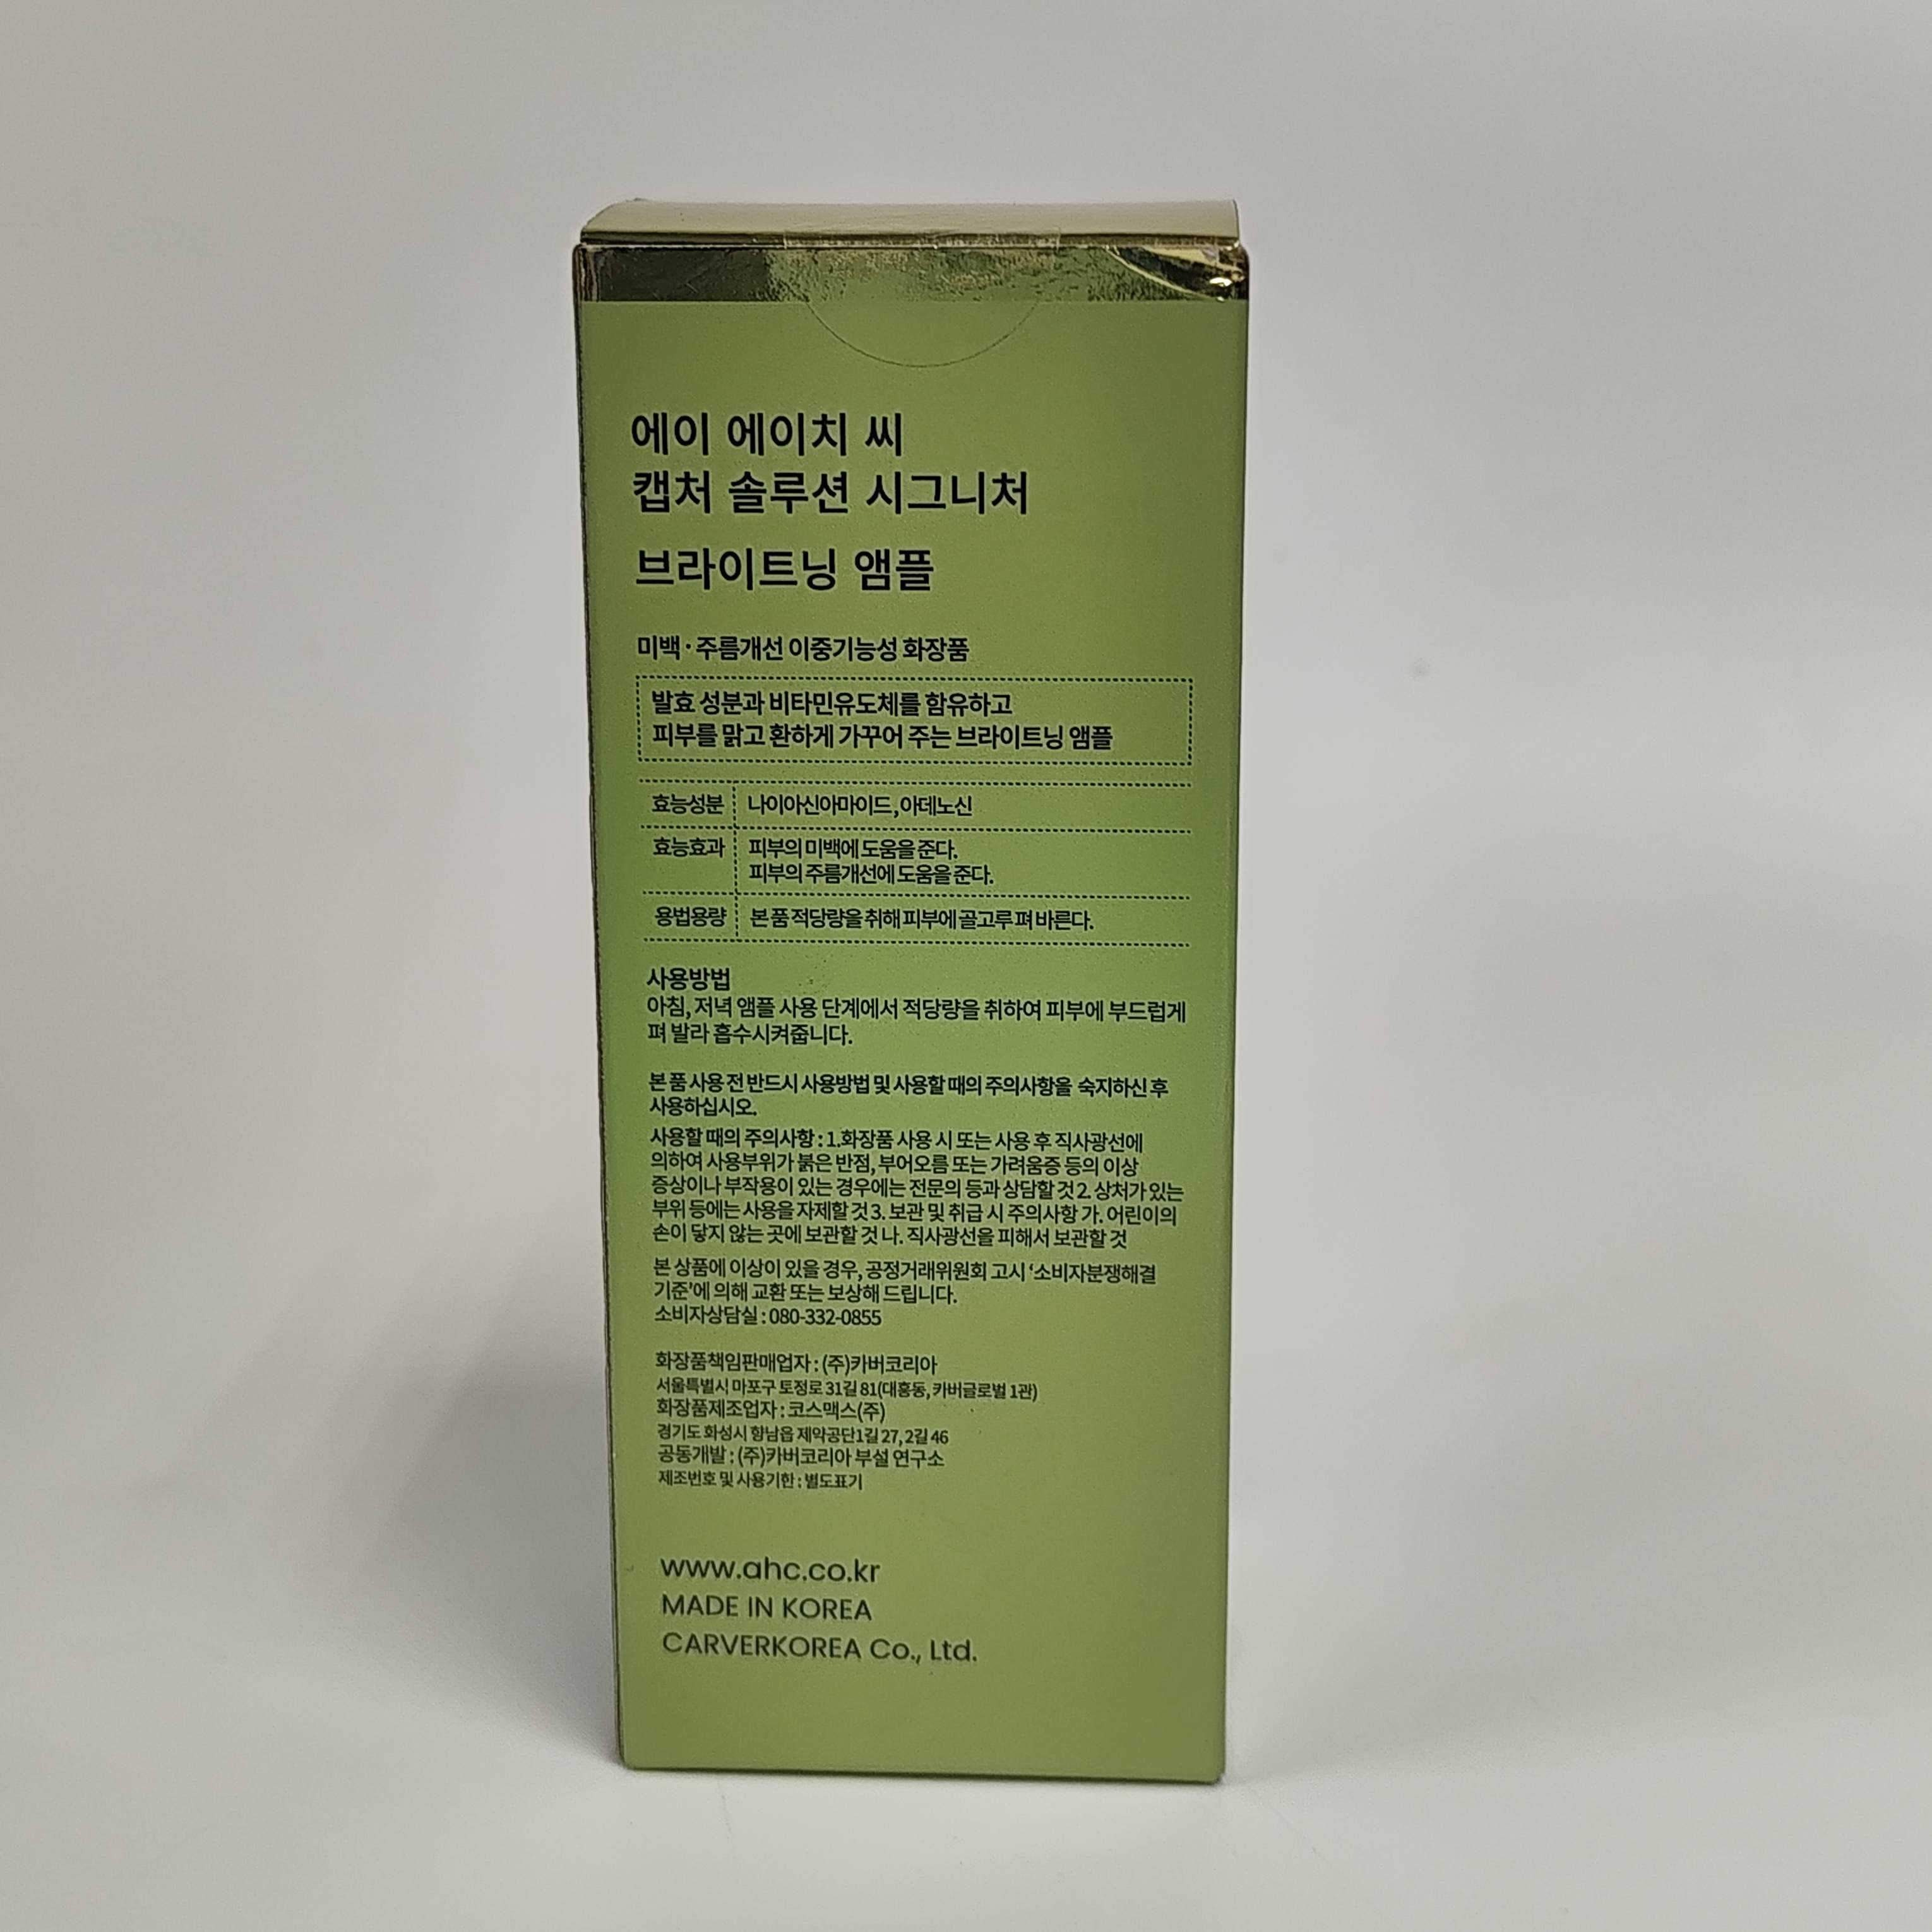 에이 에이치 씨
캡처 솔루션 시그니처
브라이트닝 앰플
미백·주름개선 이중기능성 화장품
발효 성분과 비타민유도체를 함유하고
피부를 맑고 환하게 가꾸어 주는 브라이트닝 앰플
효능성분 나이아신아마이드, 아데노신
효능효과 피부의 미백에 도움을 준다.
피부의 주름개선에 도움을 준다.
용법용량 본 품 적당량을 취해 피부에 골고루 펴 바른다.
사용방법
아침, 저녁 앰플 사용 단계에서 적당량을 취하여 피부에 부드럽게
펴 발라 흡수시켜줍니다.
본 품 사용 전 반드시 사용방법 및 사용할 때의 주의사항을 숙지하신 후
사용하십시오.
사용할 때의 주의사항 : 1.화장품 사용 시 또는 사용 후 직사광선에
의하여 사용부위가 붉은 반점, 부어오름 또는 가려움증 등의 이상
증상이나 부작용이 있는 경우에는 전문의 등과 상담할 것 2. 상처가 있는
부위 등에는 사용을 자제할 것 3. 보관 및 취급 시 주의사항 가. 어린이의
손이 닿지 않는 곳에 보관할 것 나. 직사광선을 피해서 보관할 것
본 상품에 이상이 있을 경우, 공정거래위원회 고시 ‘소비자분쟁해결
기준’에 의해 교환 또는 보상해 드립니다.
소비자상담실 : 080-332-0855
화장품책임판매업자 : (주)카버코리아
서울특별시 마포구 토정로 31길 81(대흥동, 카버글로벌 1관)
화장품제조업자 : 코스맥스(주)
경기도 화성시 향남읍 제약공단1길 27, 2길 46
공동개발 : (주)카버코리아 부설 연구소
제조번호 및 사용기한 : 별도표기
www.ahc.co.kr
MADE IN KOREA
CARVERKOREA Co., Ltd.